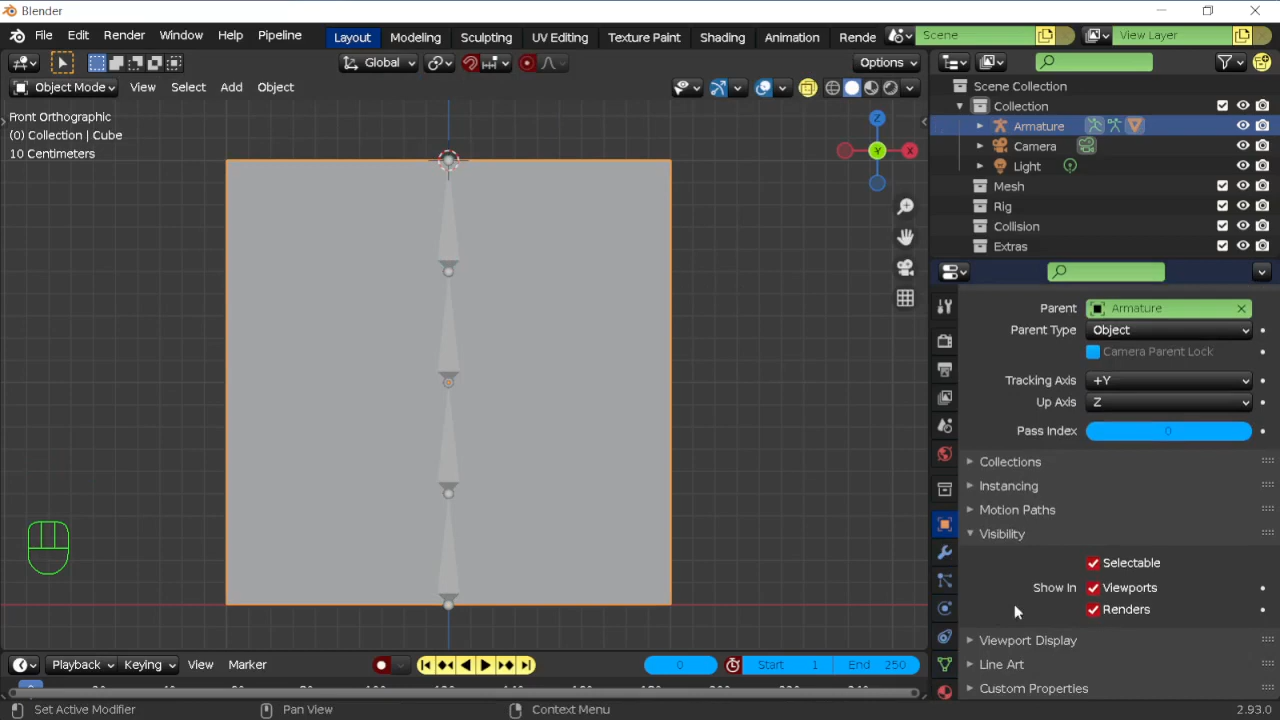 Blender
File Edit Render Window Help Pipeline Layout Modeling Sculpting UV Editing Texture Paint Shading Animation Rende Scene View Layer
Global Options
Object Mode View Select Add Object
Front Orthographic
(0) Collection | Cube
10 Centimeters
Z
Y
X
Scene Collection
Collection
Armature
Camera
Light
Mesh
Rig
Collision
Extras
Parent Armature
Parent Type Object
Camera Parent Lock
Tracking Axis +Y
Up Axis Z
Pass Index 0
Collections
Instancing
Motion Paths
Visibility
Selectable
Show In Viewports
Renders
Viewport Display
Line Art
Custom Properties
Playback Keying View Marker 0 Start 1 End 250
Set Active Modifier Pan View Context Menu 2.93.0